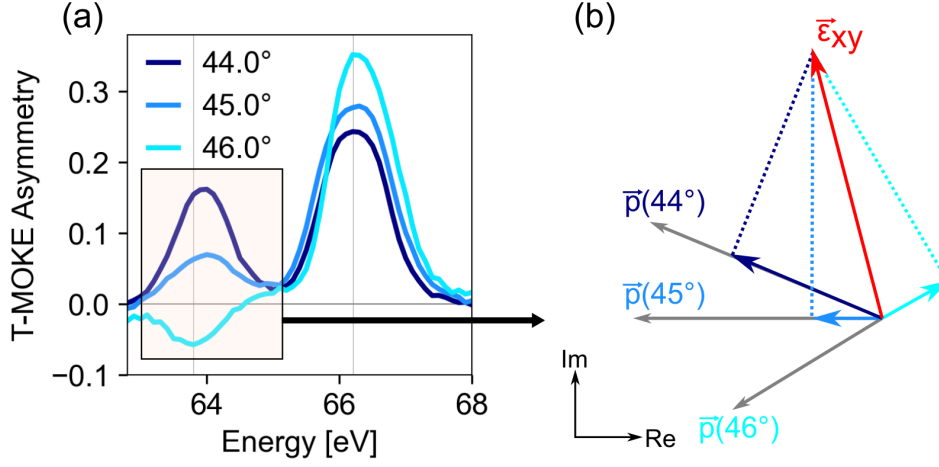 (a)
T-MOKE Asymmetry
44.0°
45.0°
46.0°
0.3
0.2
0.1
0.0
−0.1
64
66
68
Energy [eV]
(b)
ε⃗xy
p⃗(44°)
p⃗(45°)
p⃗(46°)
Im
Re